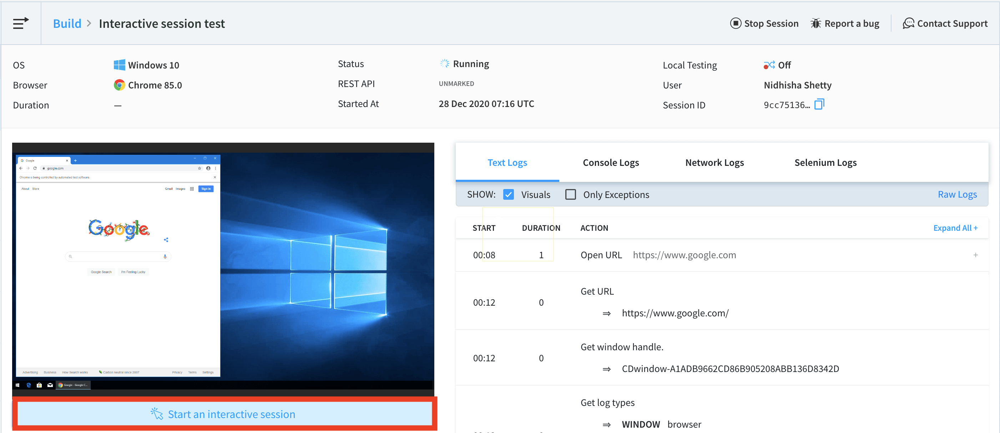 Build > Interactive session test
Stop Session Report a bug Contact Support
OS Windows 10
Browser Chrome 85.0
Duration —
Status Running
REST API UNMARKED
Started At 28 Dec 2020 07:16 UTC
Local Testing Off
User Nidhisha Shetty
Session ID 9cc75136...
Google
google.com
Chrome is being controlled by automated test software.
About Store Gmail Images Sign in
Google
Google Search I'm Feeling Lucky
Advertising Business How Search works Carbon neutral since 2007 Privacy Terms Settings
Google - Google C...
Start an interactive session
Text Logs Console Logs Network Logs Selenium Logs
SHOW: Visuals Only Exceptions Raw Logs
START DURATION ACTION Expand All +
00:08 1 Open URL https://www.google.com +
Get URL
00:12 0
⇒ https://www.google.com/
Get window handle.
00:12 0
⇒ CDwindow-A1ADB9662CD86B905208ABB136D8342D
Get log types
⇒ WINDOW browser